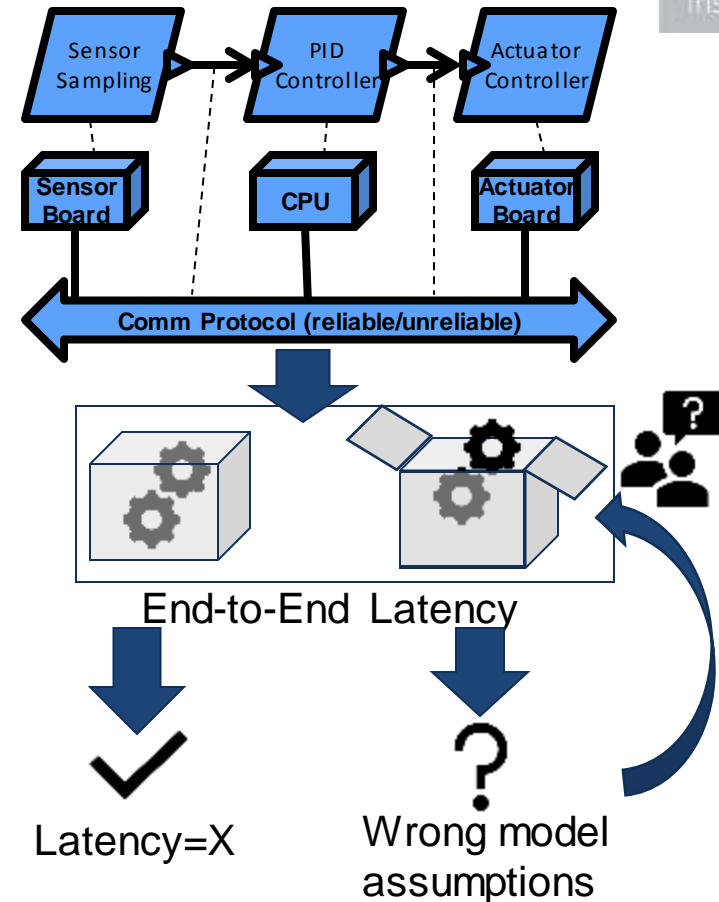 Sensor
Sampling
PID
Controller
Actuator
Controller
Sensor
Board
CPU
Actuator
Board
Comm Protocol (reliable/unreliable)
?
End-to-End Latency
?
Latency=X
Wrong model
assumptions